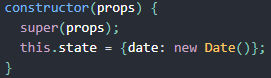 constructor(props) {
  super(props);
  this.state = {date: new Date()};
}